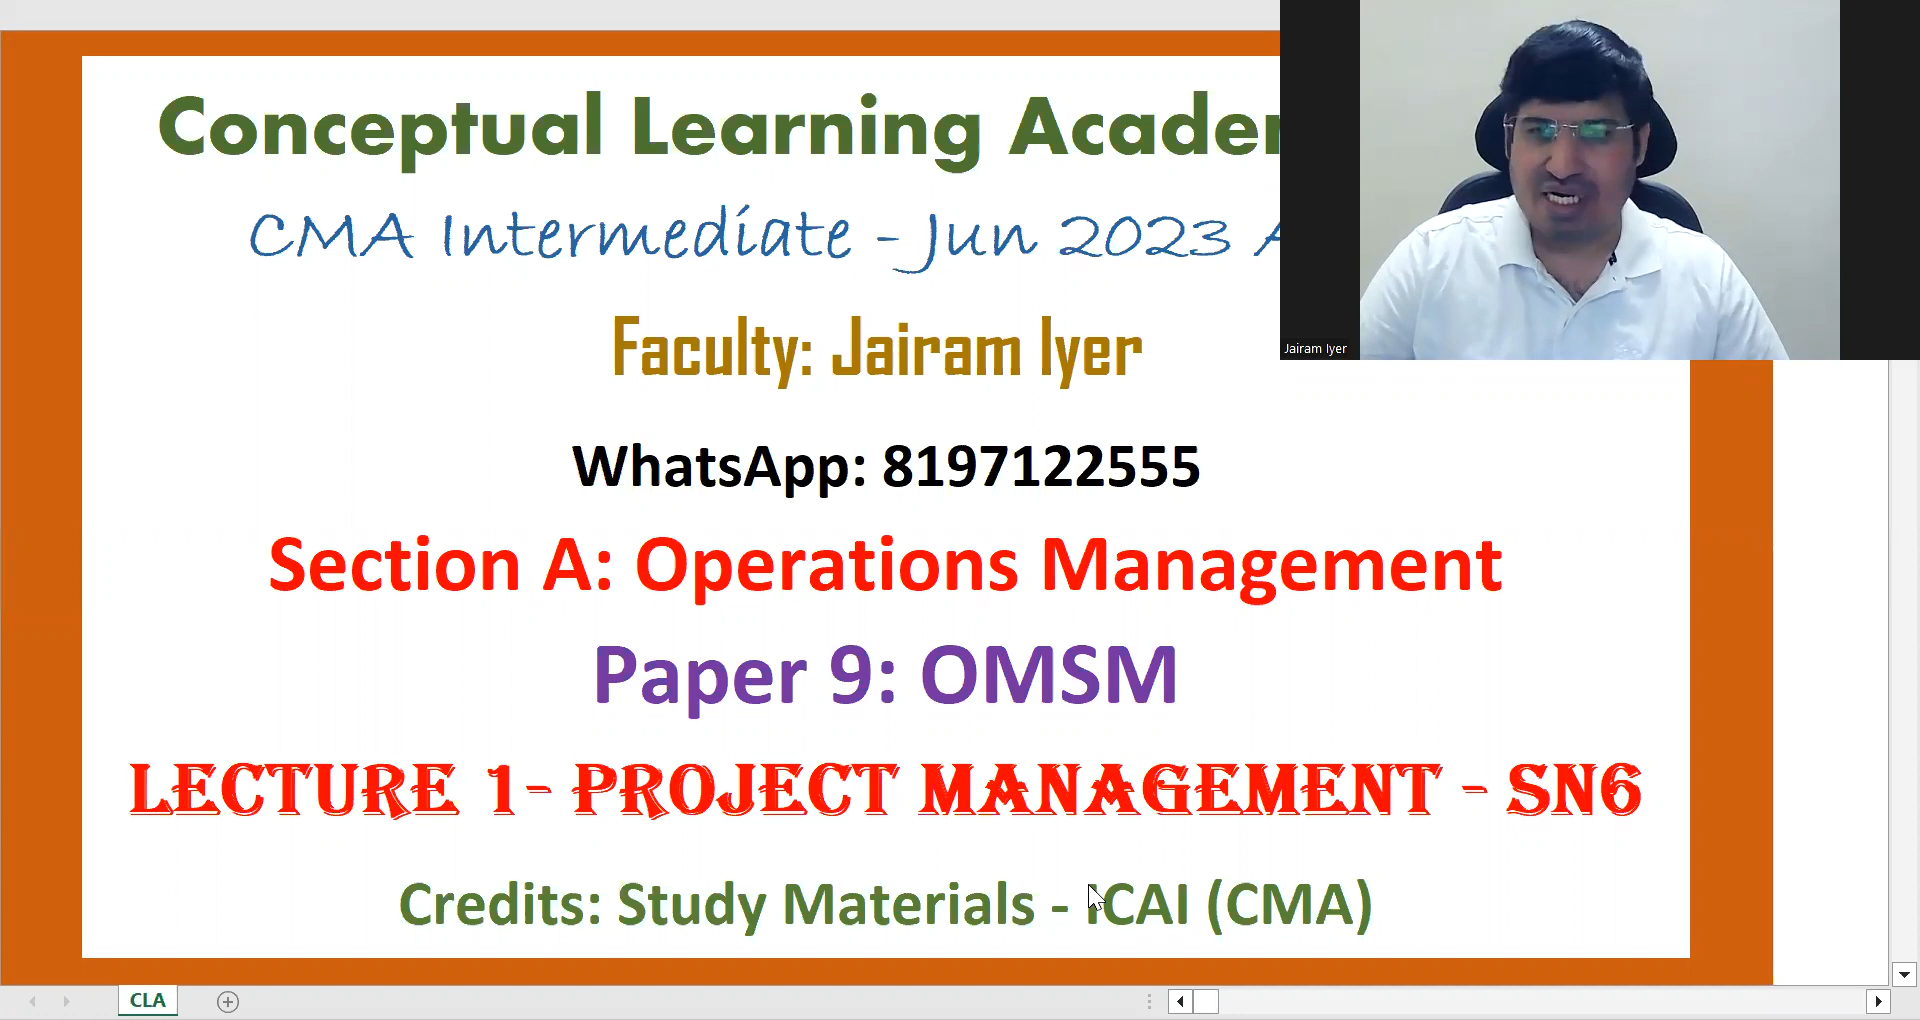 Conceptual Learning
CMA Intermediate - Jun 2023
Faculty: Jairam Iyer
Jairam Iyer
WhatsApp: 8197122555
Section A: Operations Management
Paper 9: OMSM
LECTURE 1- PROJECT MANAGEMENT - SN6
Credits: Study Materials - ICAI (CMA)
CLA